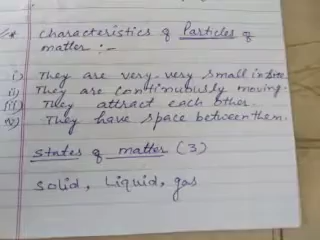 Characteristics of Particles of
matter :-
i) They are very-very small in size
ii) They are continuously moving.
iii) They attract each other.
iv) They have space between them.
States of matter (3)
Solid, Liquid, gas